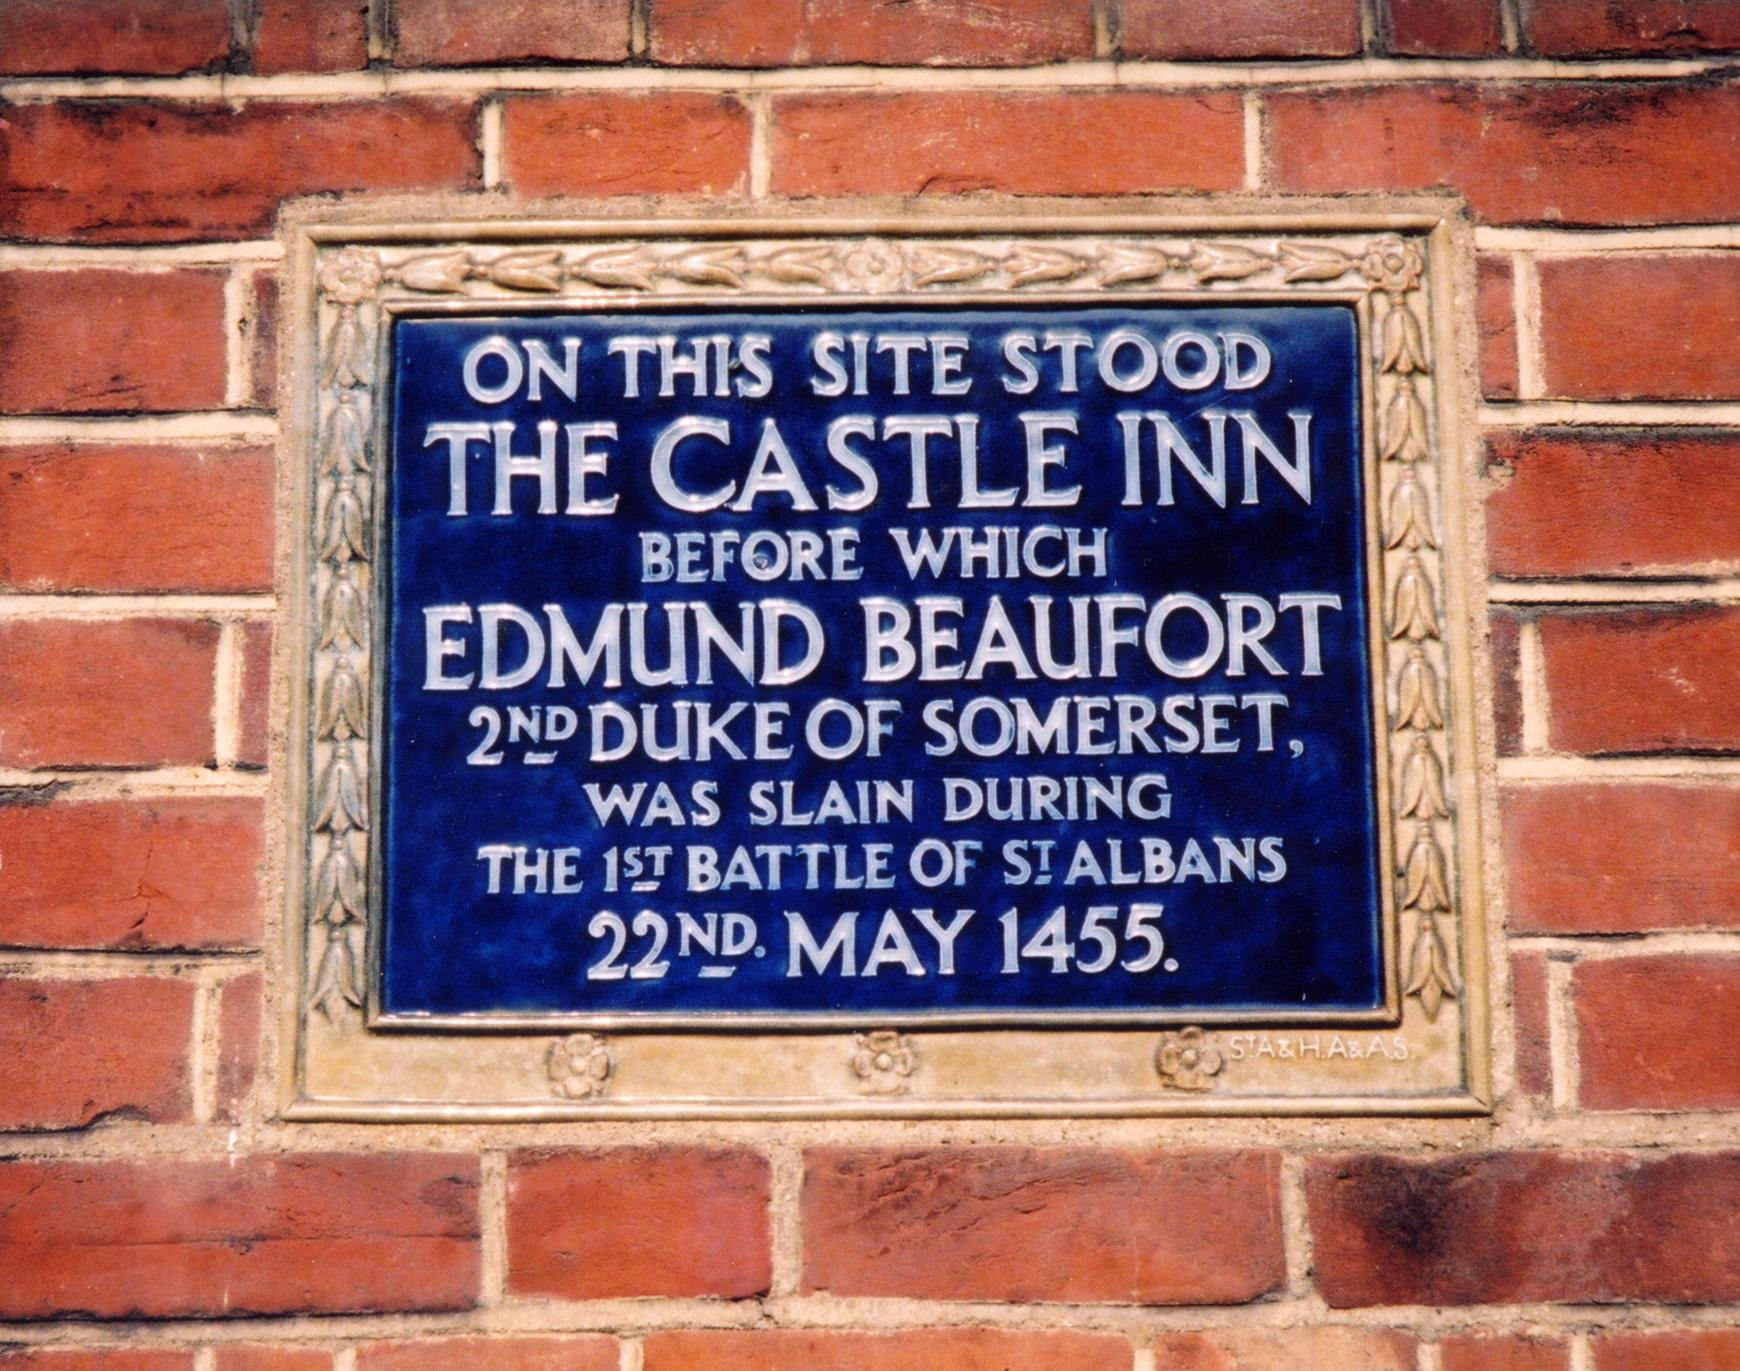 ON THIS SITE STOOD
THE CASTLE INN
BEFORE WHICH
EDMUND BEAUFORT
2ND DUKE OF SOMERSET,
WAS SLAIN DURING
THE 1ST BATTLE OF ST ALBANS
22ND. MAY 1455.
ST A & H. A & A.S.